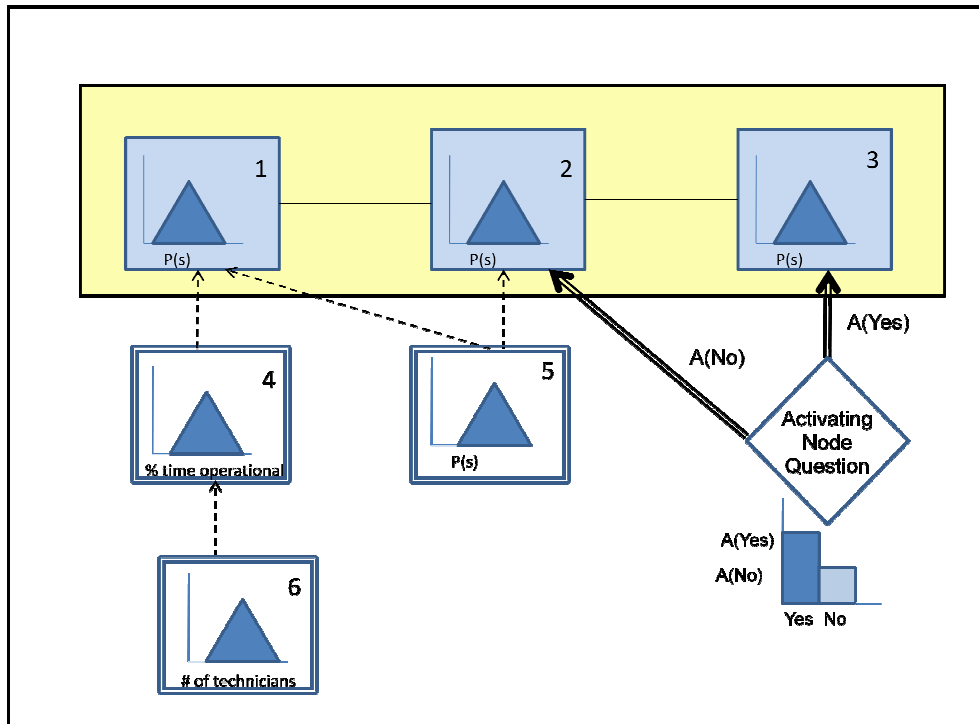 1
2
3
P(s)
P(s)
P(s)
A(Yes)
A(No)
4
% time operational
5
P(s)
Activating
Node
Question
A(Yes)
A(No)
Yes No
6
# of technicians